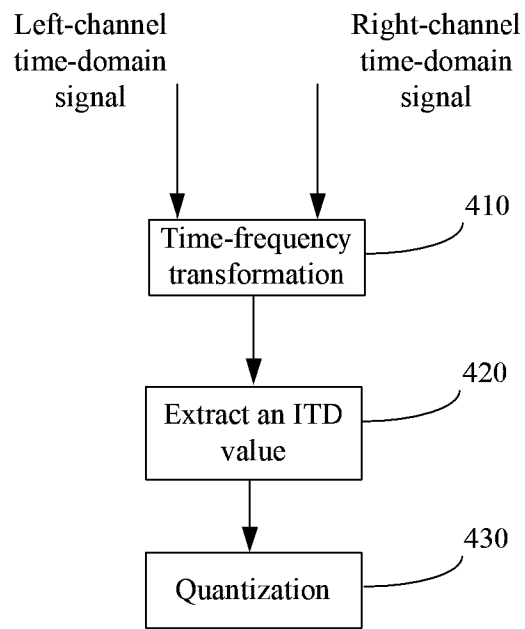 Left-channel
time-domain
signal
Right-channel
time-domain
signal
410
Time-frequency
transformation
420
Extract an ITD
value
430
Quantization